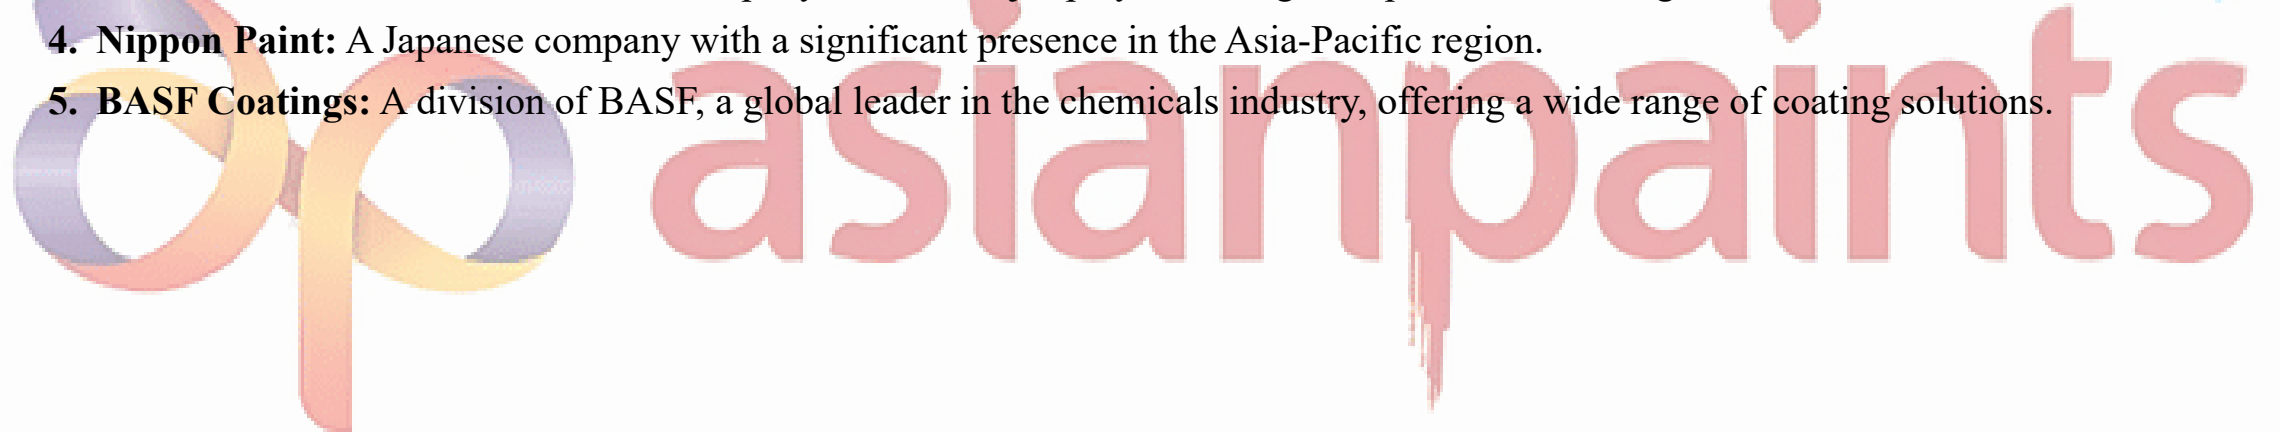 4. Nippon Paint: A Japanese company with a significant presence in the Asia-Pacific region.
5. BASF Coatings: A division of BASF, a global leader in the chemicals industry, offering a wide range of coating solutions.
asianpaints